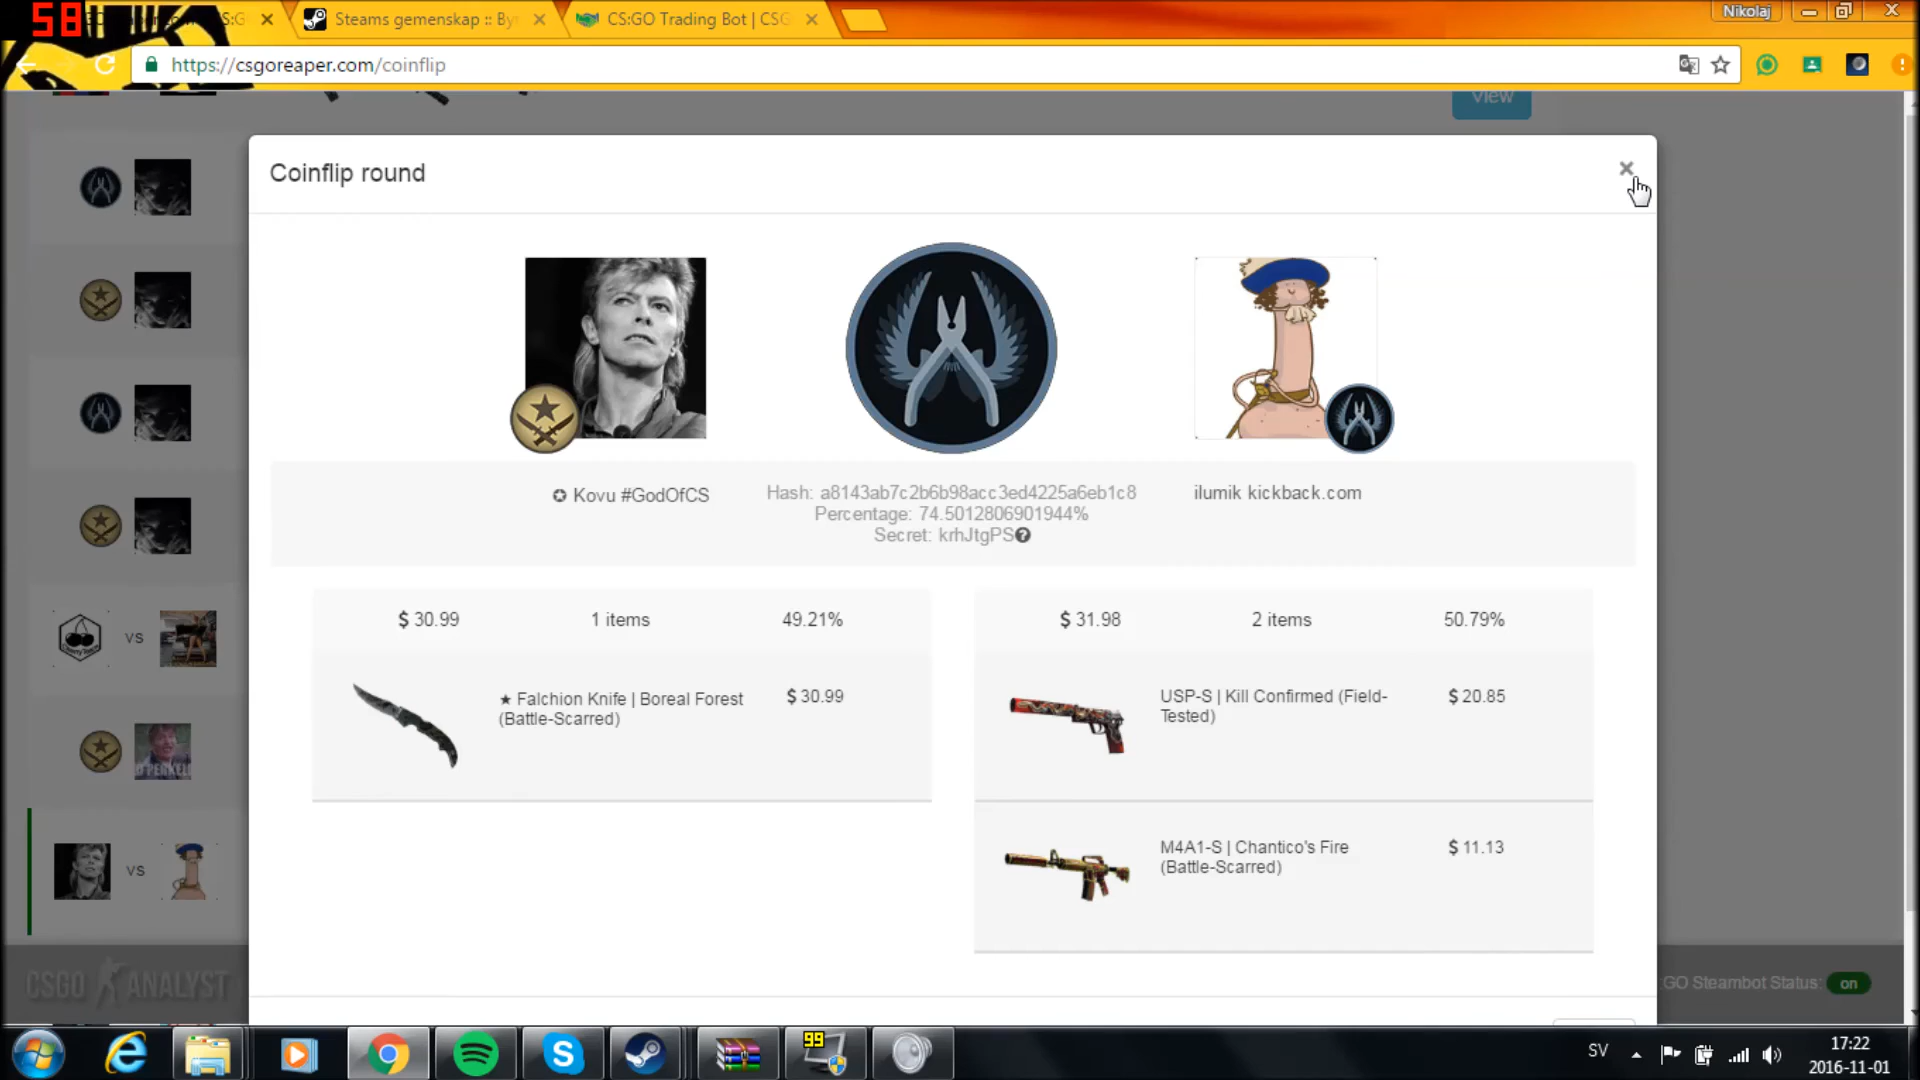 58
Steams gemenskap :: By
CS:GO Trading Bot | CSG
Nikolaj
https://csgoreaper.com/coinflip
View
Coinflip round
×
Kovu #GodOfCS
Hash: a8143ab7c2b6b98acc3ed4225a6eb1c8
Percentage: 74.5012806901944%
Secret: krhJtgPS
ilumik kickback.com
$ 30.99 1 items 49.21%
$ 31.98 2 items 50.79%
★ Falchion Knife | Boreal Forest
(Battle-Scarred)
$ 30.99
USP-S | Kill Confirmed (Field-
Tested)
$ 20.85
M4A1-S | Chantico's Fire
(Battle-Scarred)
$ 11.13
vs
vs
CSGO ANALYST
GO Steambot Status: on
99
SV
17:22
2016-11-01